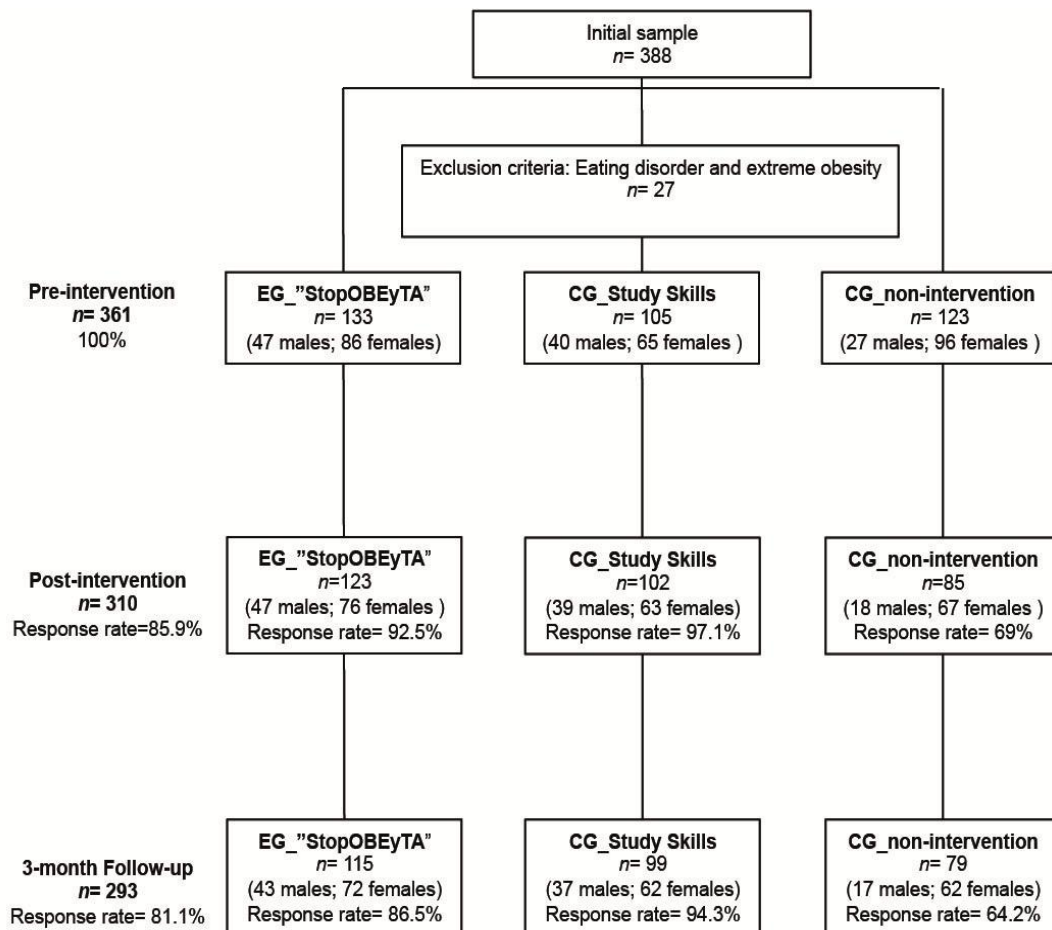 Initial sample
n= 388
Exclusion criteria: Eating disorder and extreme obesity
n= 27
Pre-intervention
n= 361
100%
EG_"StopOBEyTA"
n= 133
(47 males; 86 females)
CG_Study Skills
n= 105
(40 males; 65 females )
CG_non-intervention
n= 123
(27 males; 96 females )
Post-intervention
n= 310
Response rate=85.9%
EG_"StopOBEyTA"
n=123
(47 males; 76 females )
Response rate= 92.5%
CG_Study Skills
n=102
(39 males; 63 females)
Response rate= 97.1%
CG_non-intervention
n=85
(18 males; 67 females )
Response rate= 69%
3-month Follow-up
n= 293
Response rate= 81.1%
EG_"StopOBEyTA"
n= 115
(43 males; 72 females)
Response rate= 86.5%
CG_Study Skills
n= 99
(37 males; 62 females)
Response rate= 94.3%
CG_non-intervention
n= 79
(17 males; 62 females)
Response rate= 64.2%